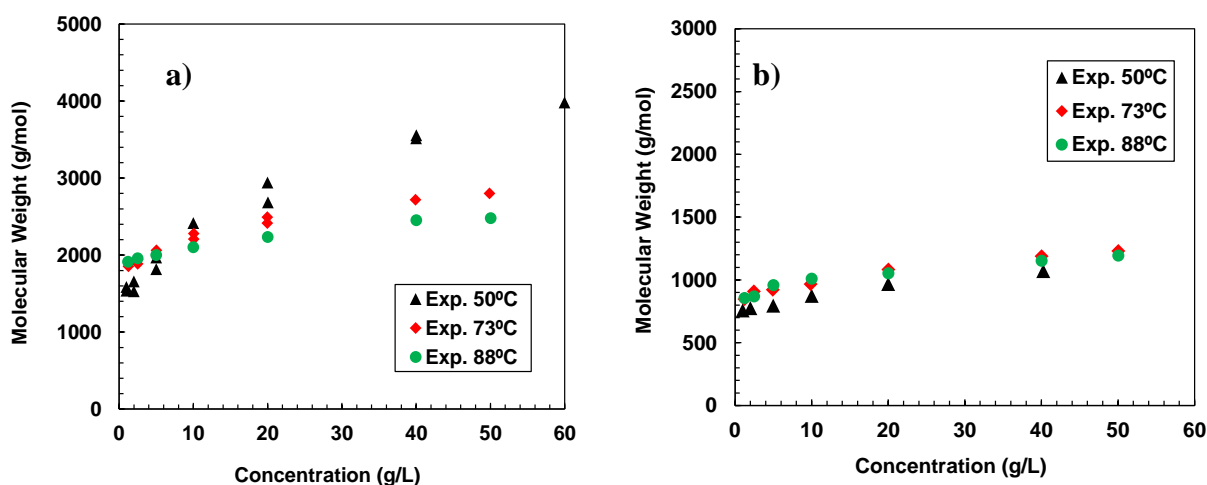 5000
4000
3000
2000
1000
0
Molecular Weight (g/mol)
a)
Exp. 50ºC
Exp. 73ºC
Exp. 88ºC
0 10 20 30 40 50 60
Concentration (g/L)
3000
2500
2000
1500
1000
500
0
Molecular Weight (g/mol)
b)
Exp. 50ºC
Exp. 73ºC
Exp. 88ºC
0 10 20 30 40 50 60
Concentration (g/L)